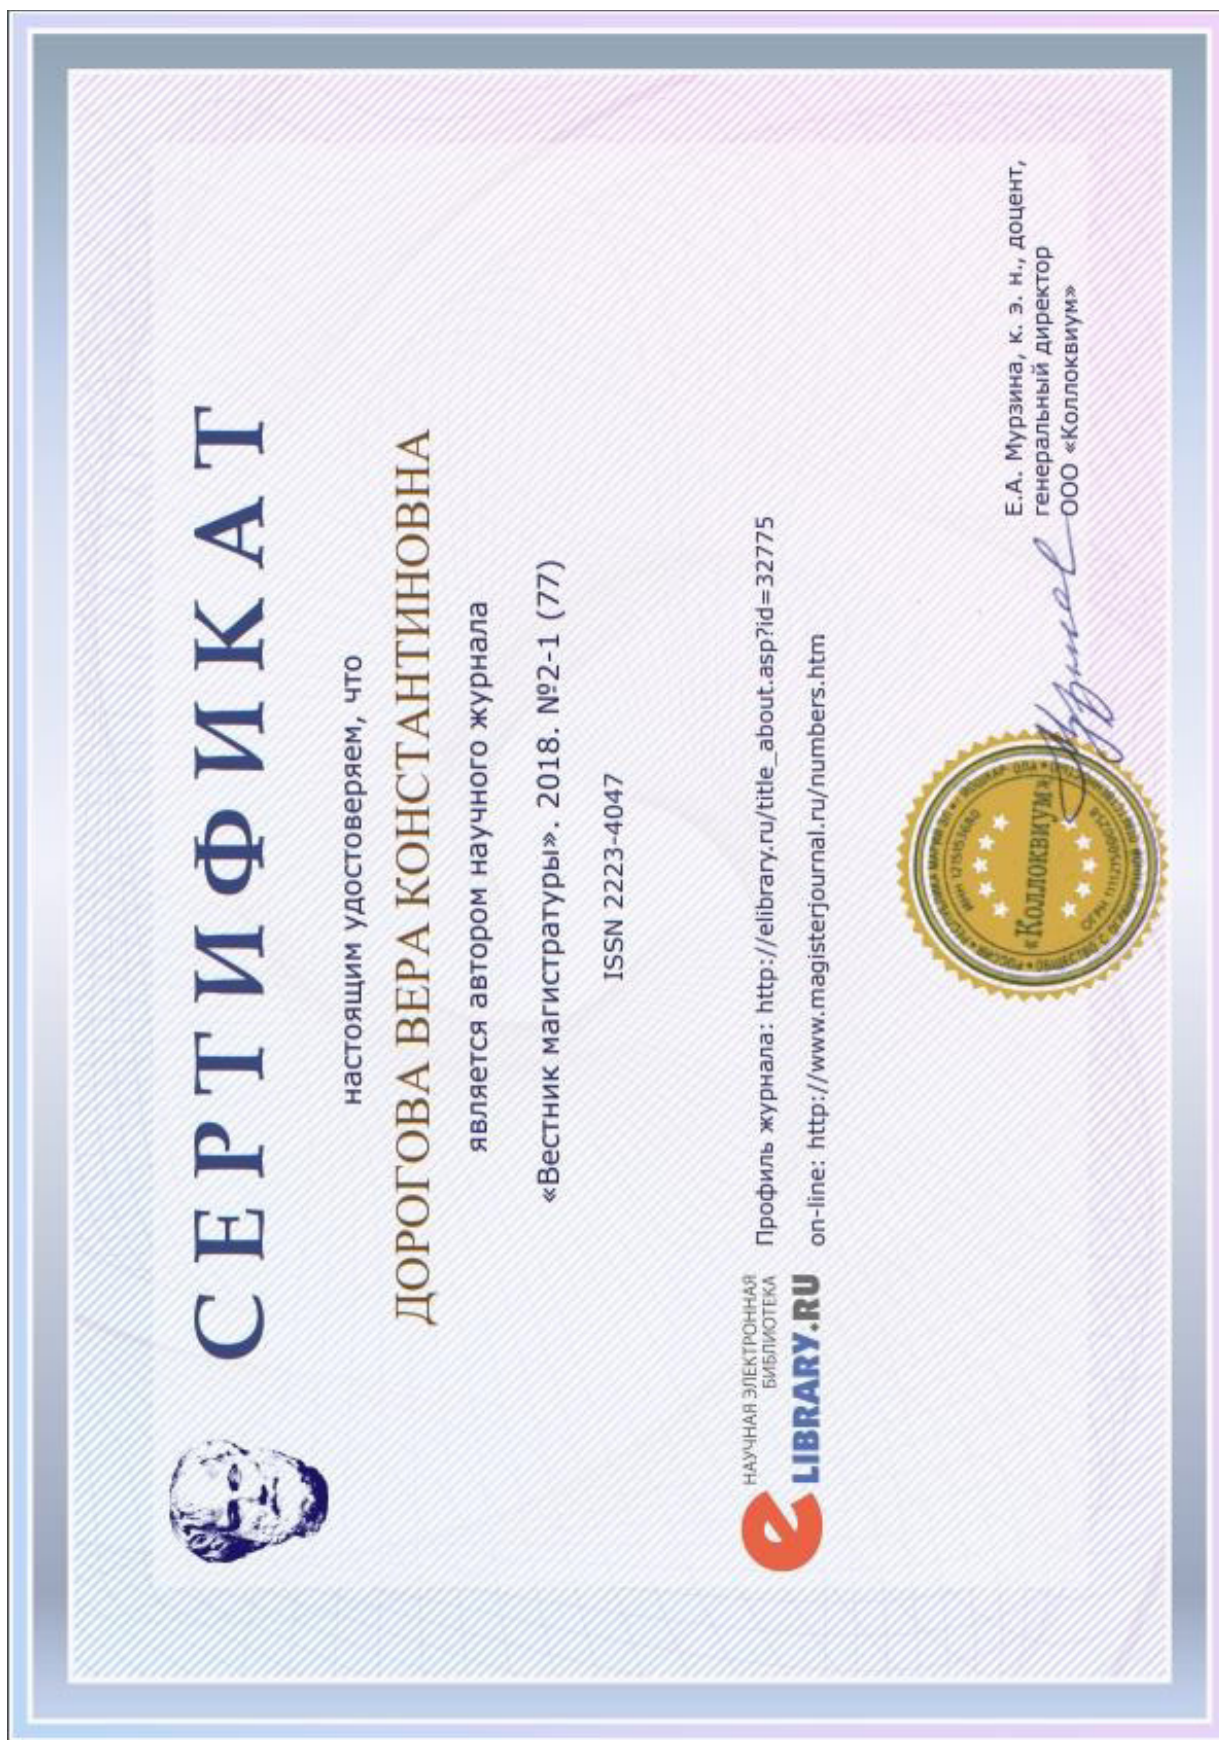 СЕРТИФИКАТ
настоящим удостоверяем, что
ДОРОГОВА ВЕРА КОНСТАНТИНОВНА
является автором научного журнала
«Вестник магистратуры». 2018. №2-1 (77)
ISSN 2223-4047
НАУЧНАЯ ЭЛЕКТРОННАЯ
БИБЛИОТЕКА
eLIBRARY.RU
Профиль журнала: http://elibrary.ru/title_about.asp?id=32775
on-line: http://www.magisterjournal.ru/numbers.htm
«Коллоквиум»
Е.А. Мурзина, к. э. н., доцент,
генеральный директор
ООО «Коллоквиум»